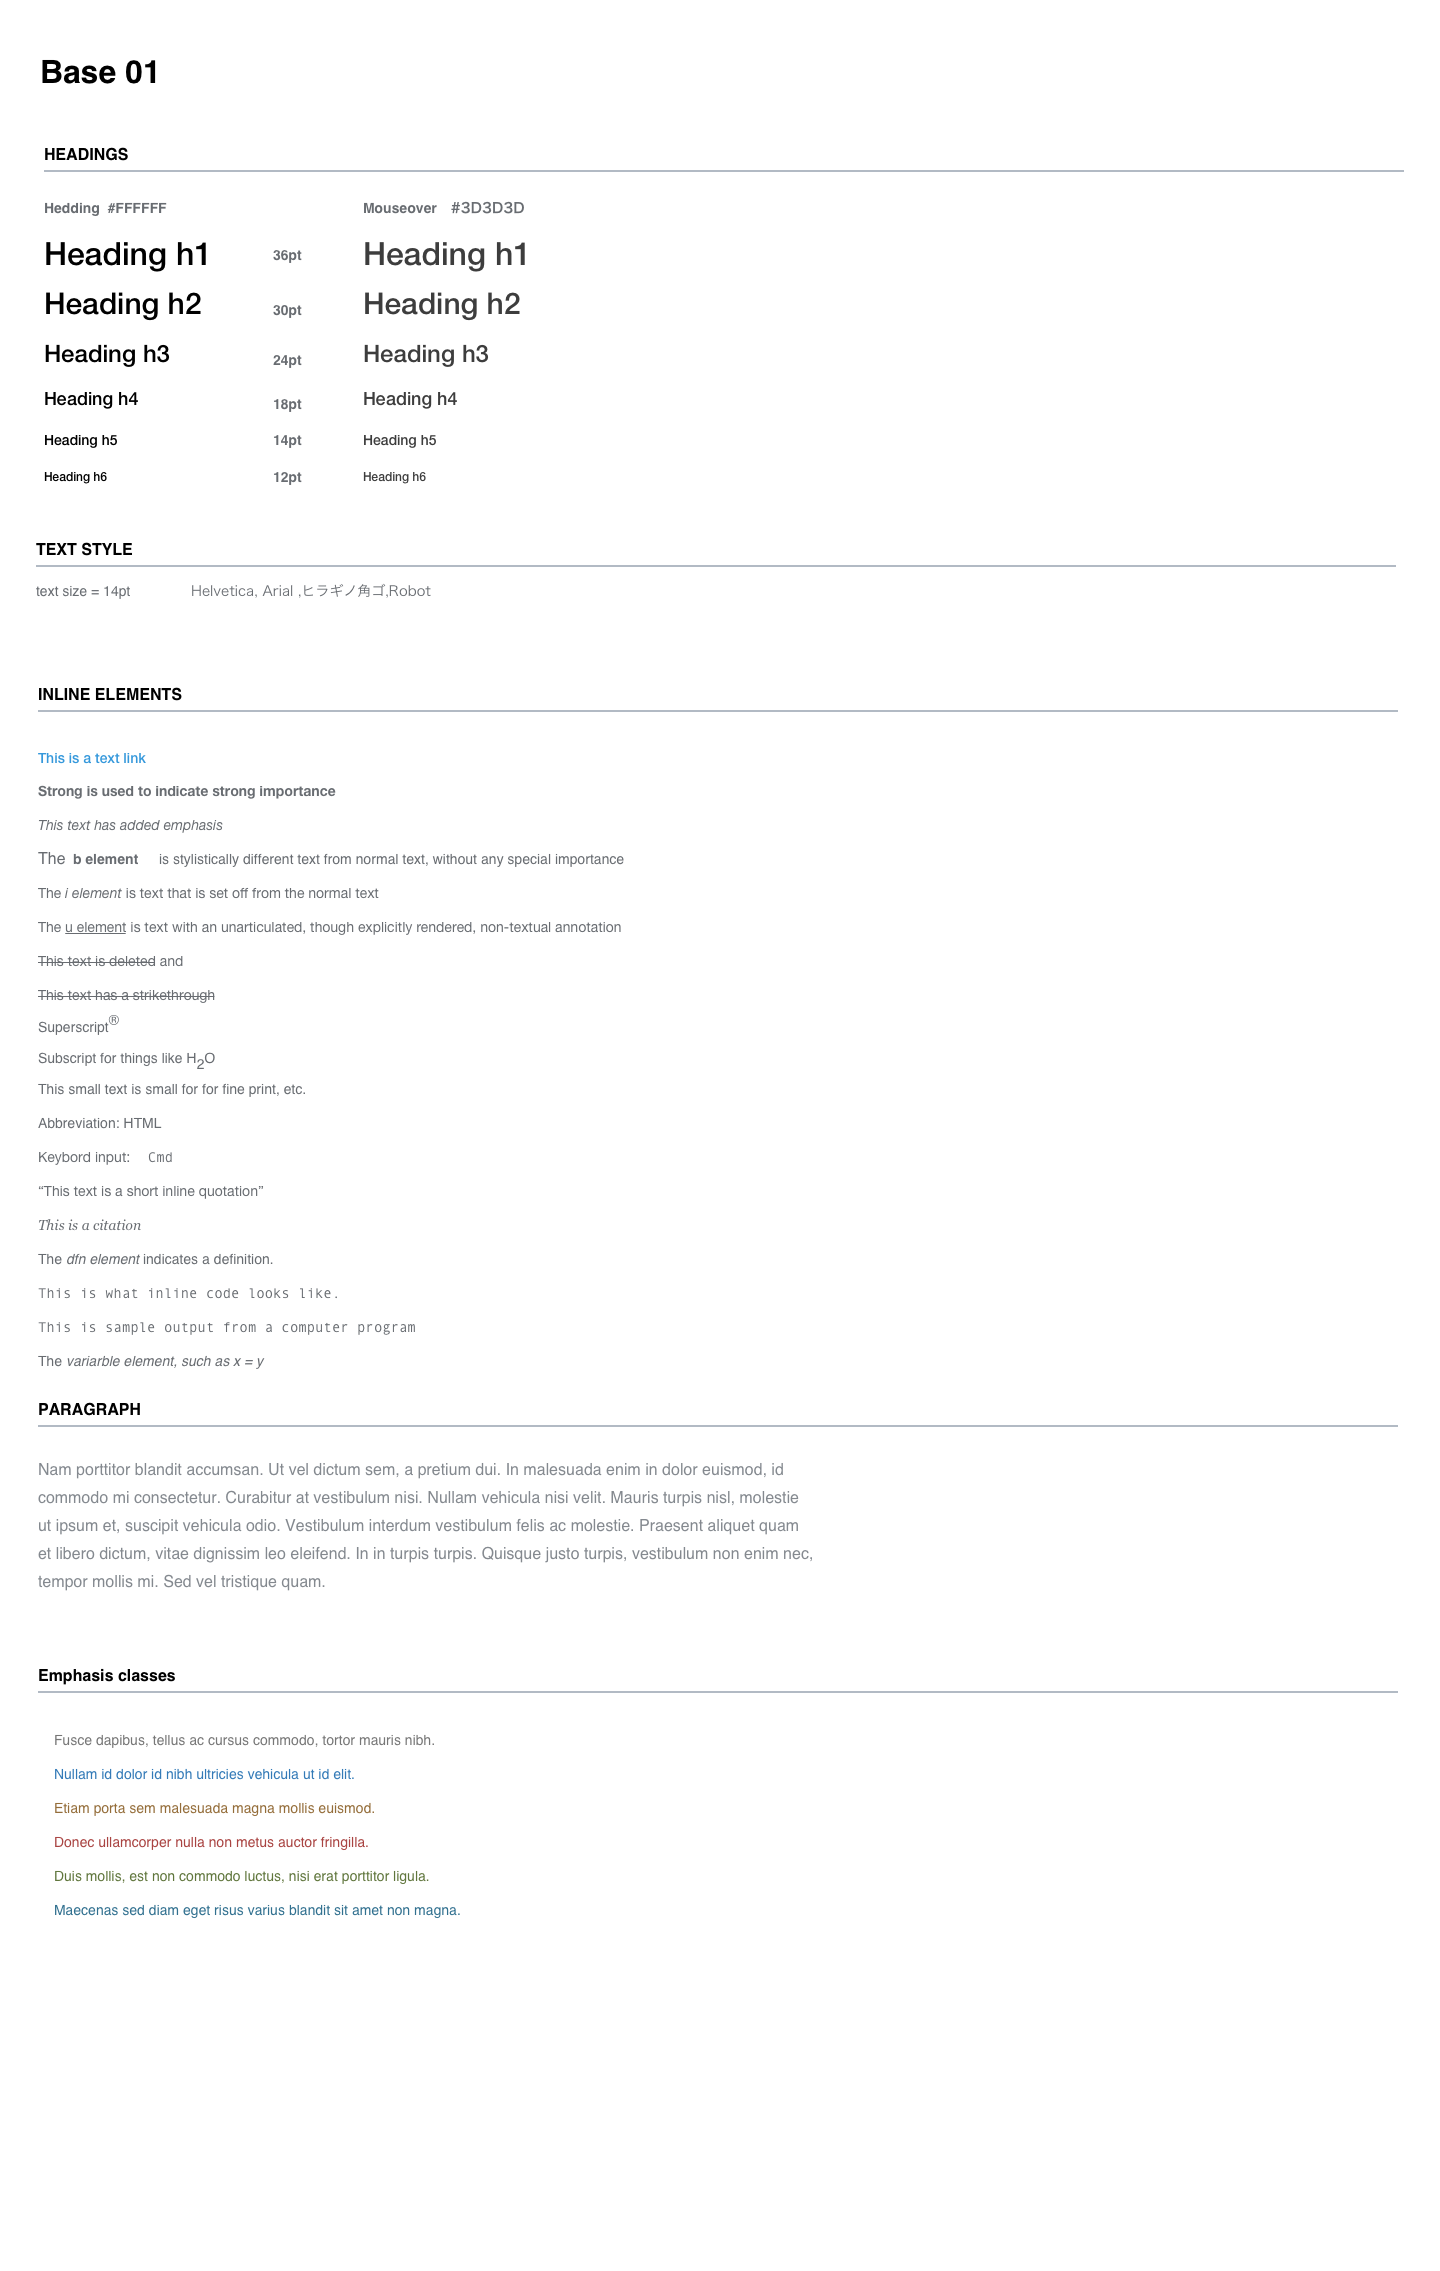 Base 01
HEADINGS
Hedding #FFFFFF Mouseover #3D3D3D
Heading h1 36pt Heading h1
Heading h2 30pt Heading h2
Heading h3 24pt Heading h3
Heading h4 18pt Heading h4
Heading h5 14pt Heading h5
Heading h6 12pt Heading h6
TEXT STYLE
text size = 14pt Helvetica, Arial ,ヒラギノ角ゴ,Robot
INLINE ELEMENTS
This is a text link
Strong is used to indicate strong importance
This text has added emphasis
The b element is stylistically different text from normal text, without any special importance
The i element is text that is set off from the normal text
The u element is text with an unarticulated, though explicitly rendered, non-textual annotation
This text is deleted and
This text has a strikethrough
Superscript®
Subscript for things like H2O
This small text is small for for fine print, etc.
Abbreviation: HTML
Keybord input: Cmd
“This text is a short inline quotation”
This is a citation
The dfn element indicates a definition.
This is what inline code looks like.
This is sample output from a computer program
The variarble element, such as x = y
PARAGRAPH
Nam porttitor blandit accumsan. Ut vel dictum sem, a pretium dui. In malesuada enim in dolor euismod, id
commodo mi consectetur. Curabitur at vestibulum nisi. Nullam vehicula nisi velit. Mauris turpis nisl, molestie
ut ipsum et, suscipit vehicula odio. Vestibulum interdum vestibulum felis ac molestie. Praesent aliquet quam
et libero dictum, vitae dignissim leo eleifend. In in turpis turpis. Quisque justo turpis, vestibulum non enim nec,
tempor mollis mi. Sed vel tristique quam.
Emphasis classes
Fusce dapibus, tellus ac cursus commodo, tortor mauris nibh.
Nullam id dolor id nibh ultricies vehicula ut id elit.
Etiam porta sem malesuada magna mollis euismod.
Donec ullamcorper nulla non metus auctor fringilla.
Duis mollis, est non commodo luctus, nisi erat porttitor ligula.
Maecenas sed diam eget risus varius blandit sit amet non magna.